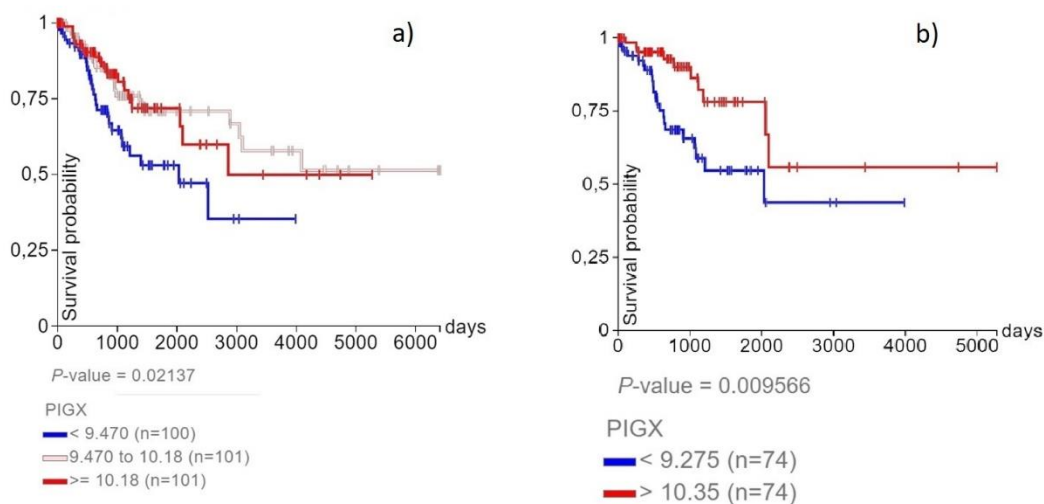 a)
1
0,75
0,5
0,25
0
Survival probability
0 1000 2000 3000 4000 5000 6000 days
P-value = 0.02137
PIGX
< 9.470 (n=100)
9.470 to 10.18 (n=101)
>= 10.18 (n=101)
b)
1
0,75
0,5
0,25
0
Survival probability
0 1000 2000 3000 4000 5000 days
P-value = 0.009566
PIGX
< 9.275 (n=74)
> 10.35 (n=74)